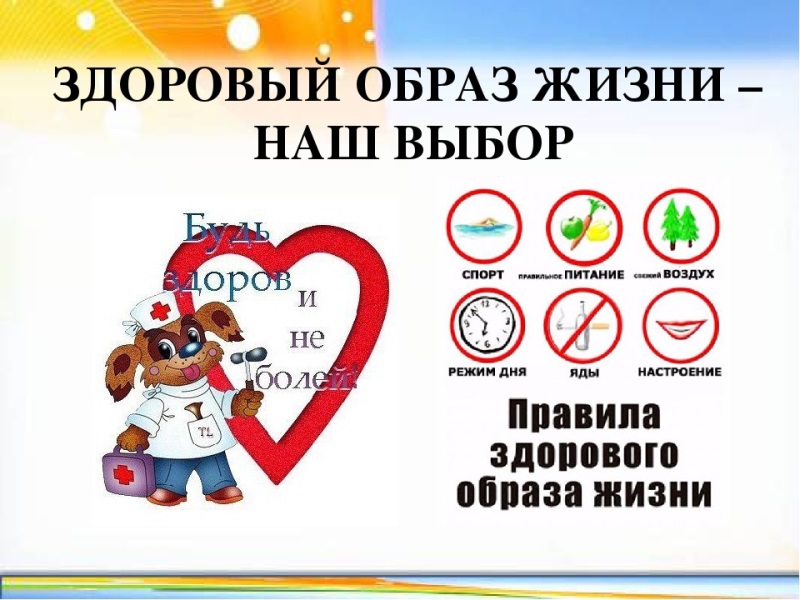 ЗДОРОВЫЙ ОБРАЗ ЖИЗНИ –
НАШ ВЫБОР
Будь
здоров
и
не
болей!
TL
СПОРТ
ПРАВИЛЬНОЕ ПИТАНИЕ
СВЕЖИЙ ВОЗДУХ
РЕЖИМ ДНЯ
ЯДЫ
НАСТРОЕНИЕ
Правила
здорового
образа жизни